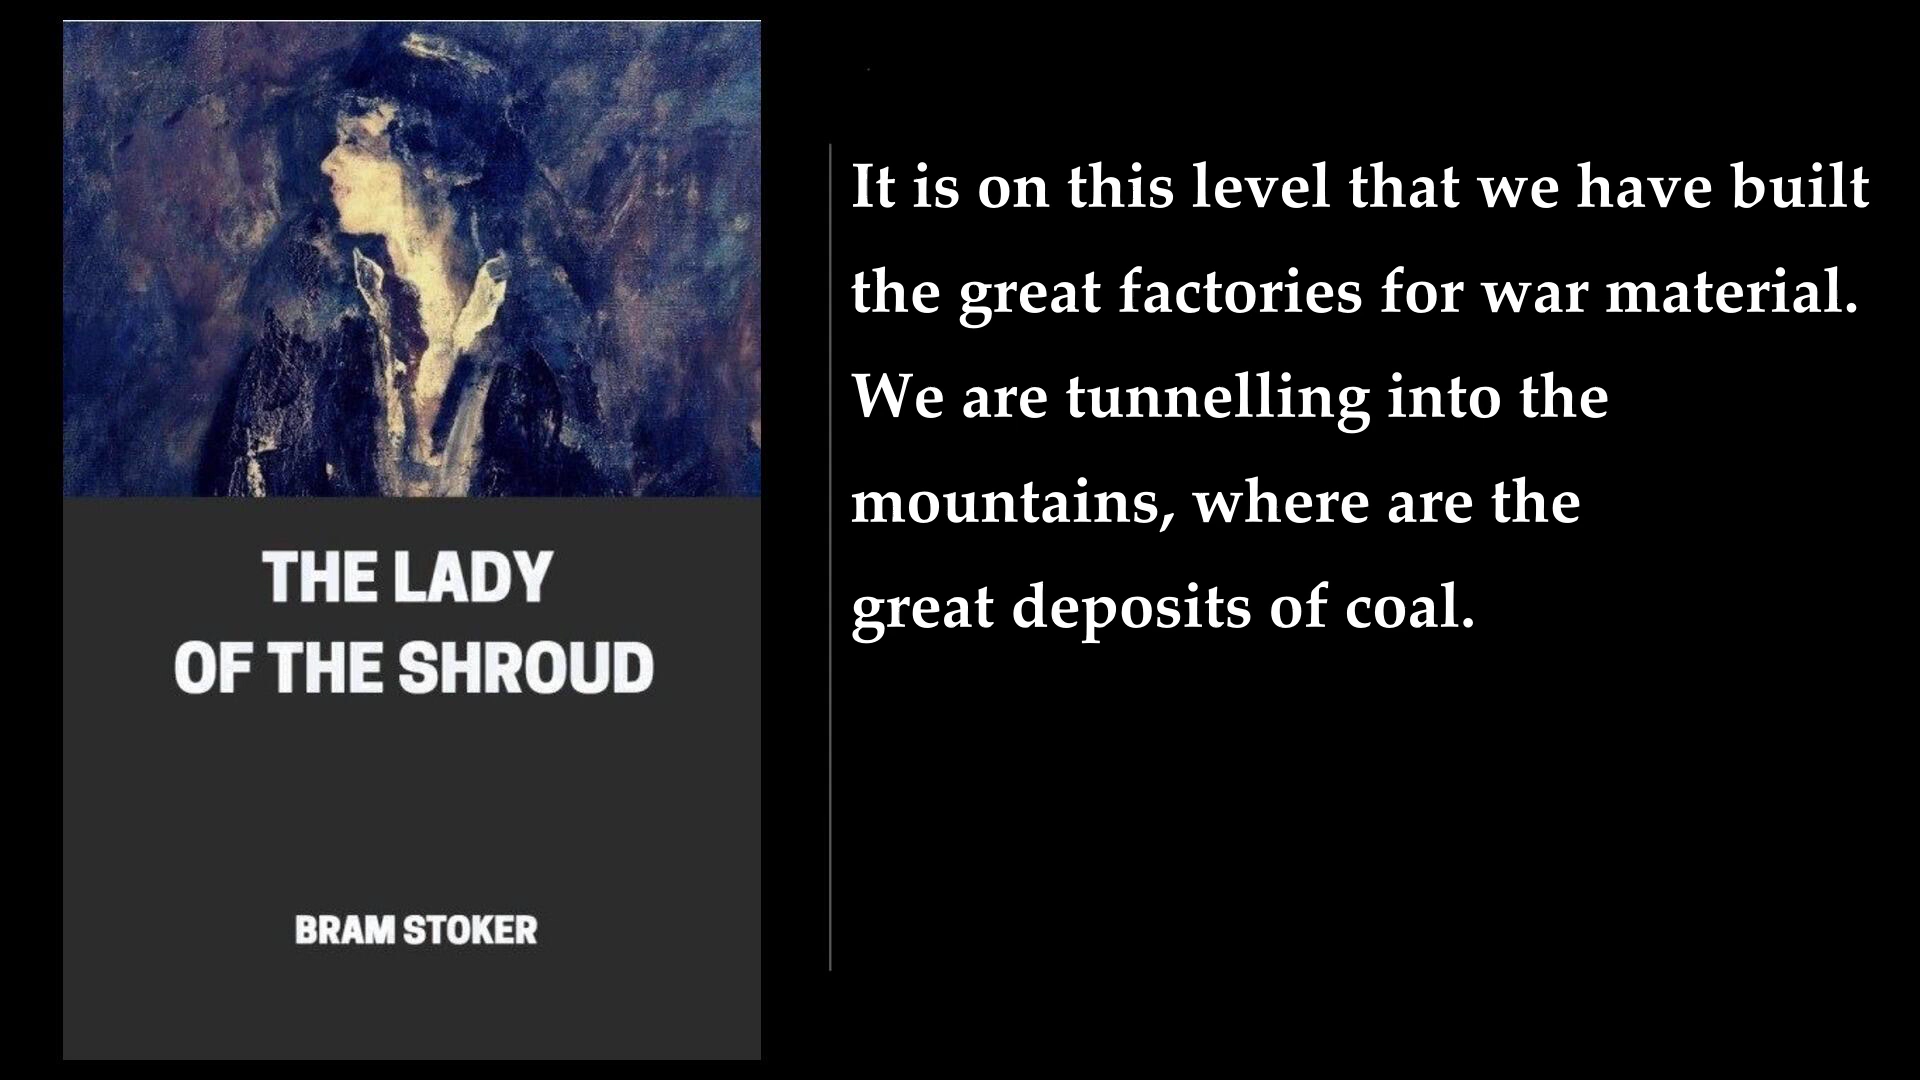 THE LADY
OF THE SHROUD
BRAM STOKER
It is on this level that we have built
the great factories for war material.
We are tunnelling into the
mountains, where are the
great deposits of coal.